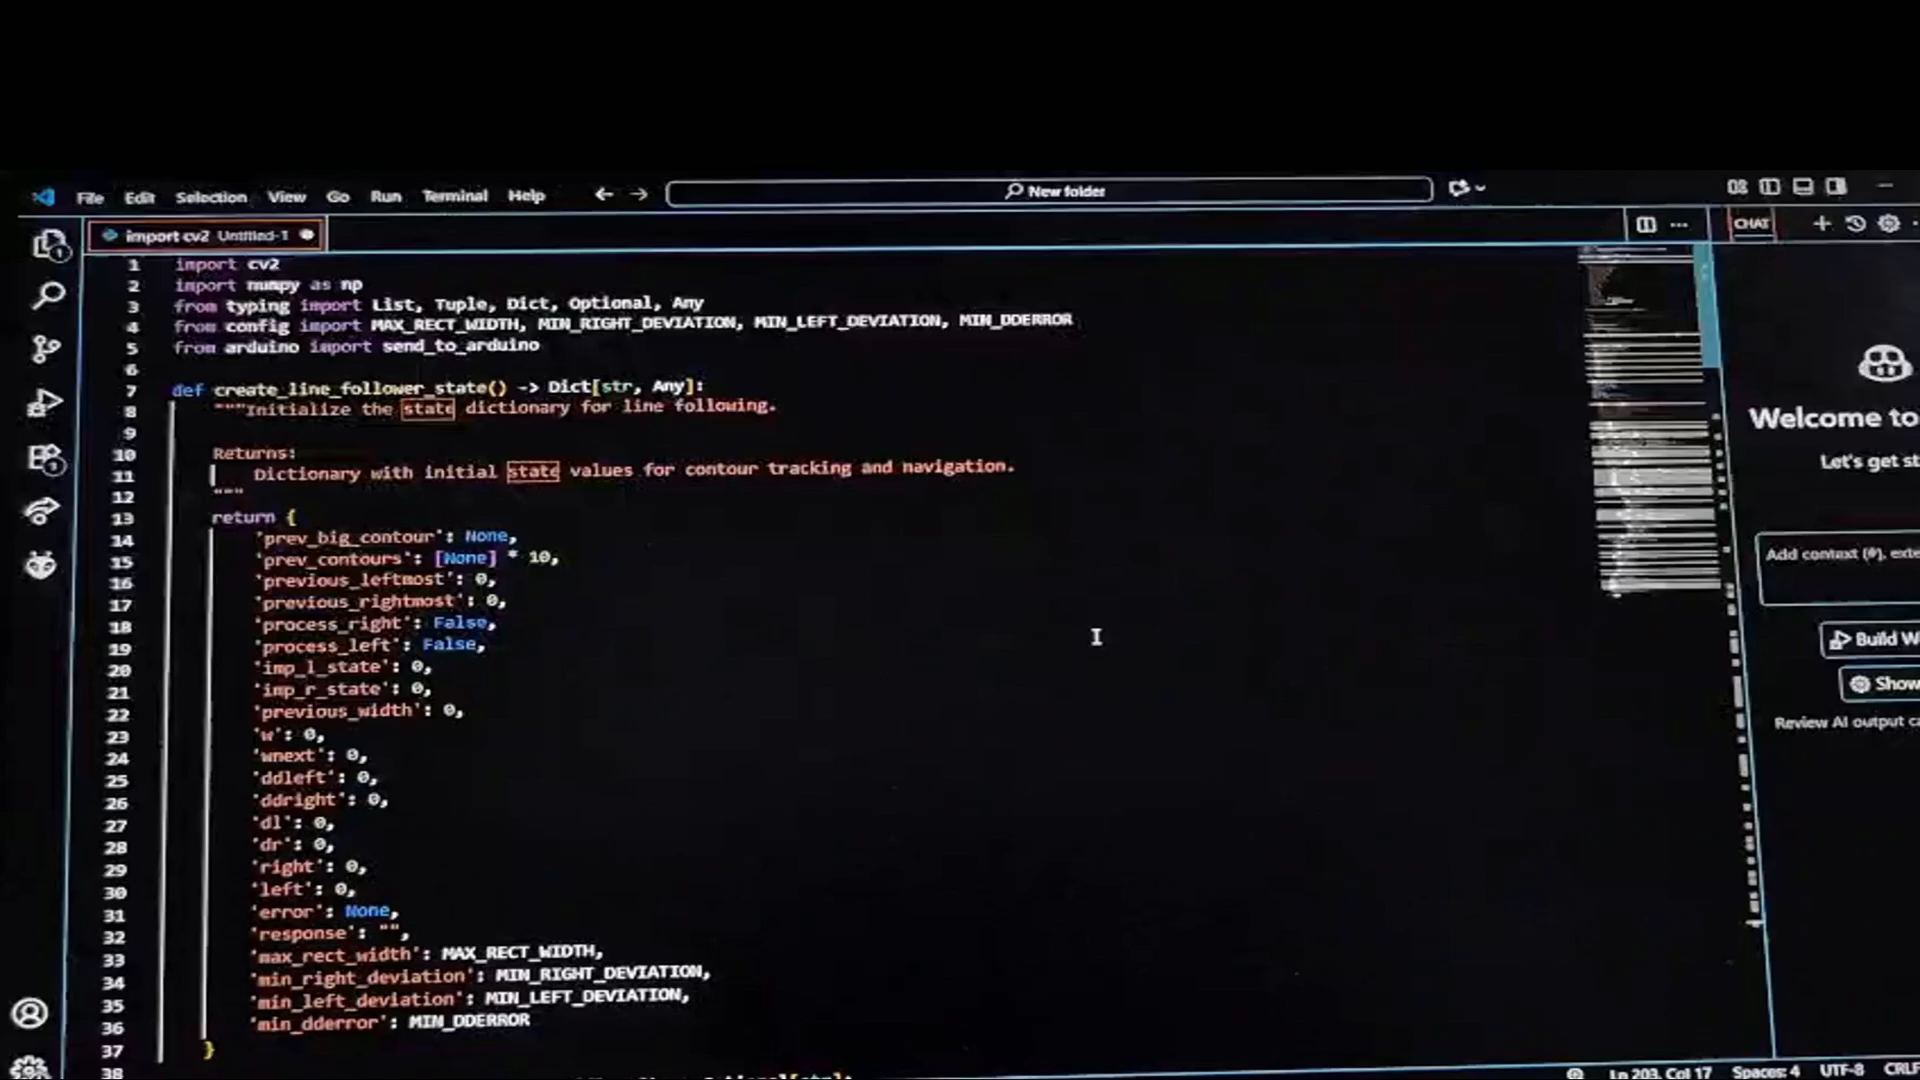 File Edit Selection View Go Run Terminal Help
New folder
import cv2 Untitled-1
CHAT
1 import cv2
2 import numpy as np
3 from typing import List, Tuple, Dict, Optional, Any
4 from config import MAX_RECT_WIDTH, MIN_RIGHT_DEVIATION, MIN_LEFT_DEVIATION, MIN_DDERROR
5 from arduino import send_to_arduino
6
7 def create_line_follower_state() -> Dict[str, Any]:
8 """Initialize the state dictionary for line following.
9
10 Returns:
11 Dictionary with initial state values for contour tracking and navigation.
12 """
13 return {
14 'prev_big_contour': None,
15 'prev_contours': [None] * 10,
16 'previous_leftmost': 0,
17 'previous_rightmost': 0,
18 'process_right': False,
19 'process_left': False,
20 'imp_l_state': 0,
21 'imp_r_state': 0,
22 'previous_width': 0,
23 'w': 0,
24 'wnext': 0,
25 'ddleft': 0,
26 'ddright': 0,
27 'dl': 0,
28 'dr': 0,
29 'right': 0,
30 'left': 0,
31 'error': None,
32 'response': "",
33 'max_rect_width': MAX_RECT_WIDTH,
34 'min_right_deviation': MIN_RIGHT_DEVIATION,
35 'min_left_deviation': MIN_LEFT_DEVIATION,
36 'min_dderror': MIN_DDERROR
37 }
38
Welcome to
Let's get st
Add context (#), exte
Build W
Show
Review AI output ca
Ln 203, Col 17 Spaces: 4 UTF-8 CRLF